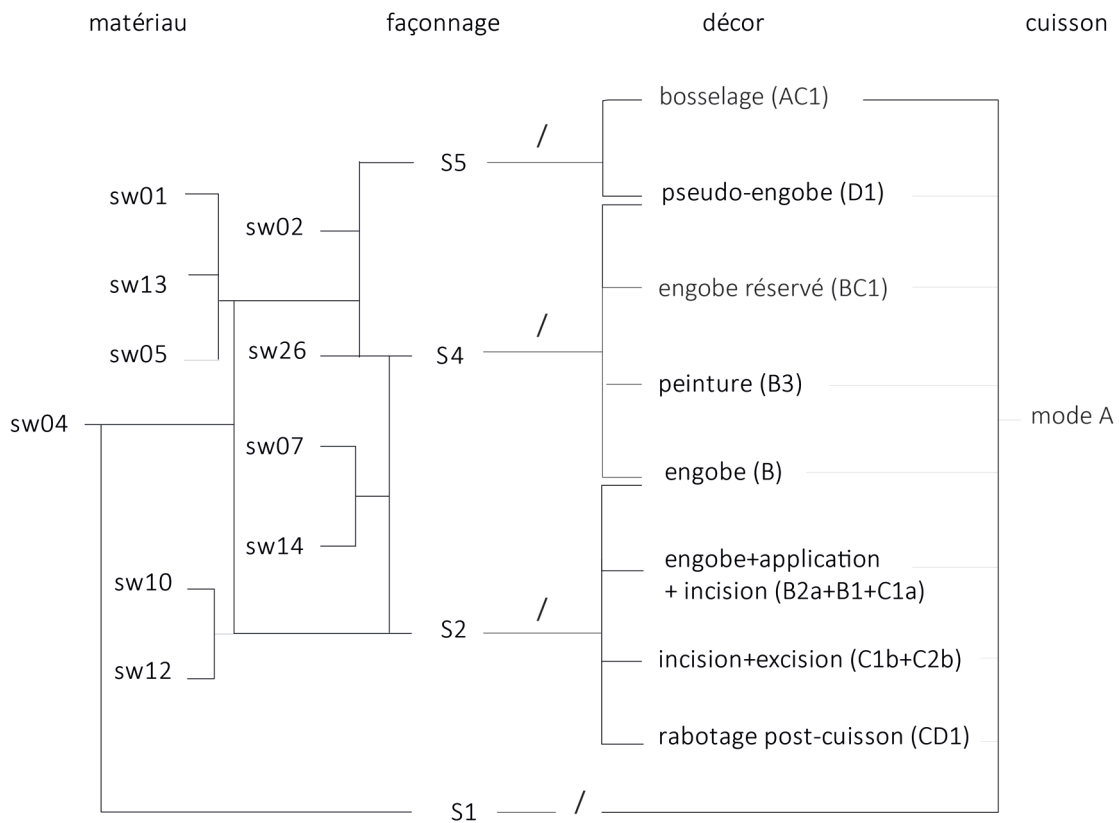 matériau façonnage décor cuisson
bosselage (AC1)
/
S5
sw01
pseudo-engobe (D1)
sw02
sw13
engobe réservé (BC1)
/
sw05
sw26
S4
peinture (B3)
mode A
sw04
sw07
engobe (B)
sw14
engobe+application
+ incision (B2a+B1+C1a)
sw10
/
S2
sw12
incision+excision (C1b+C2b)
rabotage post-cuisson (CD1)
/
S1